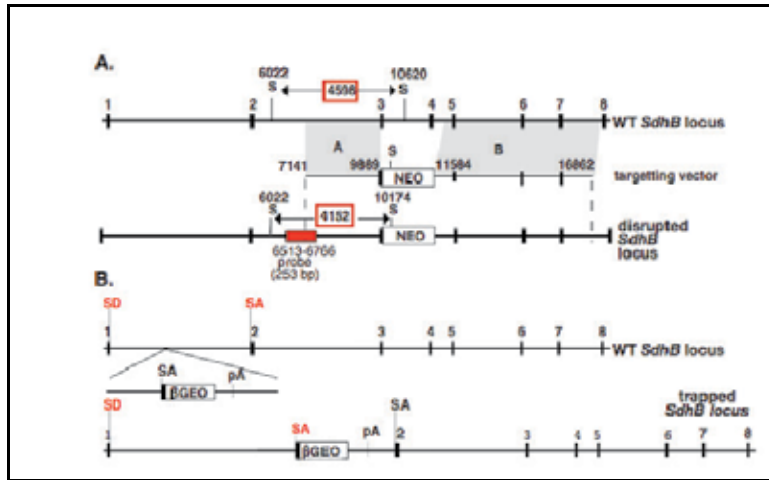 A.
6022 4598 10620
S S
1 2 3 4 5 6 7 8
WT SdhB locus
A S B
7141 9889 NEO 11584 16862
targetting vector
6022 4152 10174
S S
NEO
disrupted
SdhB
locus
6513-6766
probe
(253 bp)
B.
SD SA
1 2 3 4 5 6 7 8
WT SdhB locus
SA pA
βGEO
trapped
SdhB locus
SD SA pA SA
1 βGEO 2 3 4 5 6 7 8